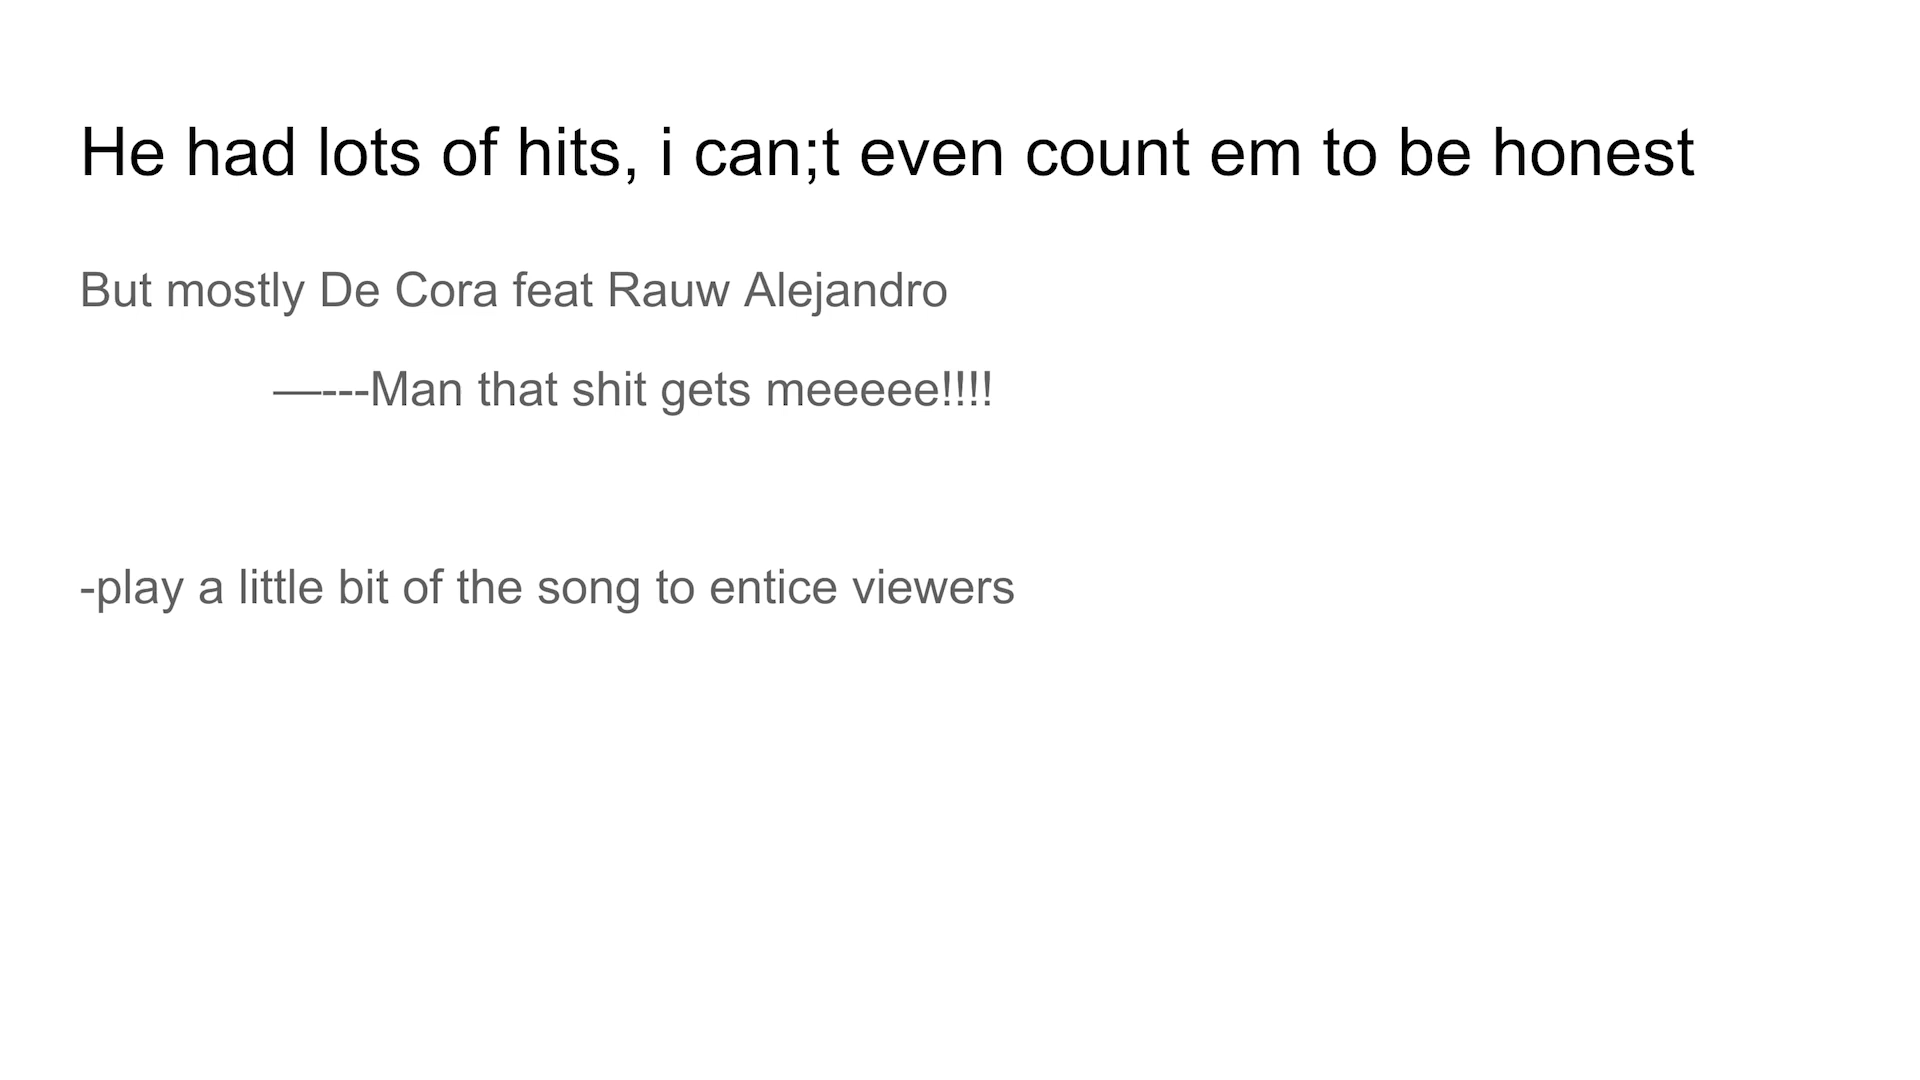 He had lots of hits, i can;t even count em to be honest
But mostly De Cora feat Rauw Alejandro
—---Man that shit gets meeeee!!!!
-play a little bit of the song to entice viewers